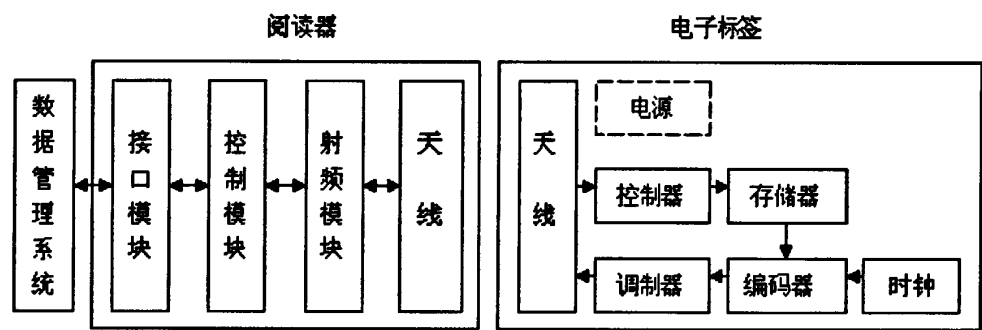 阅读器
电子标签
数据管理系统
接口模块
控制模块
射频模块
天线
天线
电源
控制器
存储器
调制器
编码器
时钟